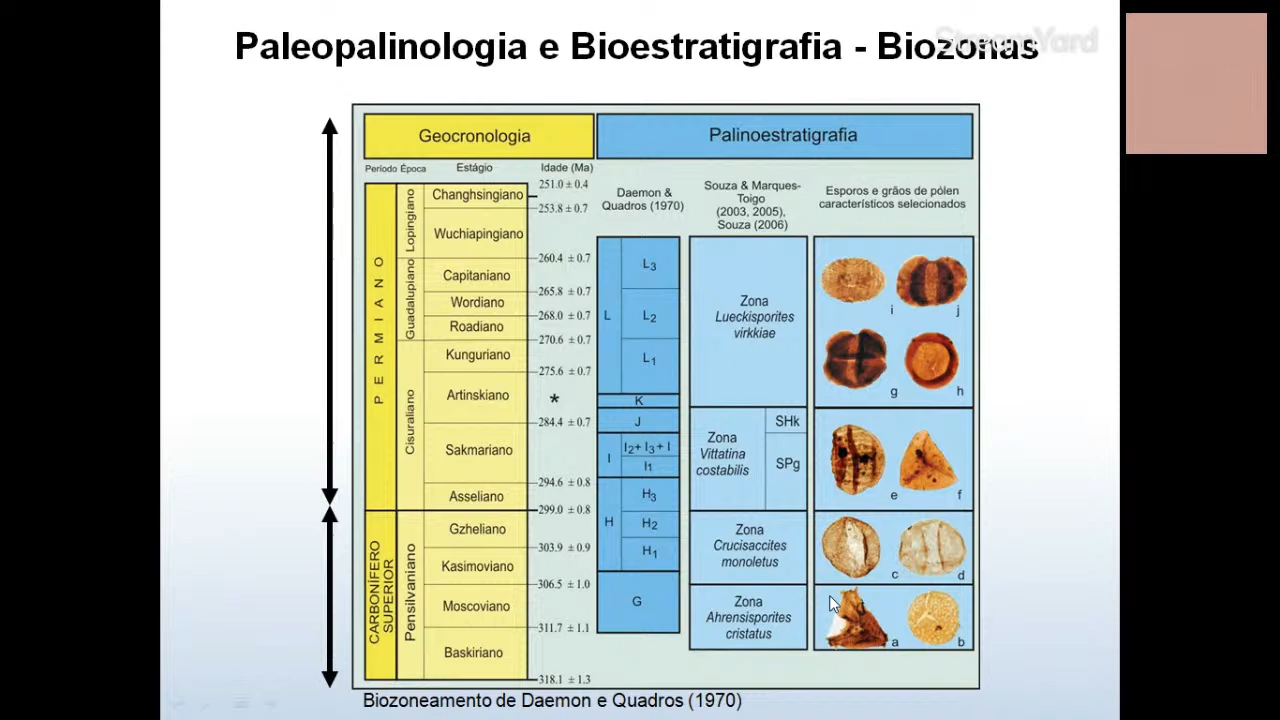 Paleopalinologia e Bioestratigrafia - Biozonas
StreamYard
Geocronologia
Palinoestratigrafia
Período Época
Estágio
Idade (Ma)
Daemon &
Quadros (1970)
Souza & Marques-
Toigo
(2003, 2005),
Souza (2006)
Esporos e grãos de pólen
característicos selecionados
PERMIANO
CARBONÍFERO
SUPERIOR
Lopingiano
Guadalupiano
Cisuraliano
Pensilvaniano
Changhsingiano
Wuchiapingiano
Capitaniano
Wordiano
Roadiano
Kunguriano
Artinskiano
Sakmariano
Asseliano
Gzheliano
Kasimoviano
Moscoviano
Baskiriano
251.0 ± 0.4
253.8 ± 0.7
260.4 ± 0.7
265.8 ± 0.7
268.0 ± 0.7
270.6 ± 0.7
275.6 ± 0.7
*
284.4 ± 0.7
294.6 ± 0.8
299.0 ± 0.8
303.9 ± 0.9
306.5 ± 1.0
311.7 ± 1.1
318.1 ± 1.3
L
L3
L2
L1
K
J
I
I2+ I3 + I
I1
H
H3
H2
H1
G
Zona
Lueckisporites
virkkiae
Zona
Vittatina
costabilis
SHk
SPg
Zona
Crucisaccites
monoletus
Zona
Ahrensisporites
cristatus
i
j
g
h
e
f
c
d
a
b
Biozoneamento de Daemon e Quadros (1970)